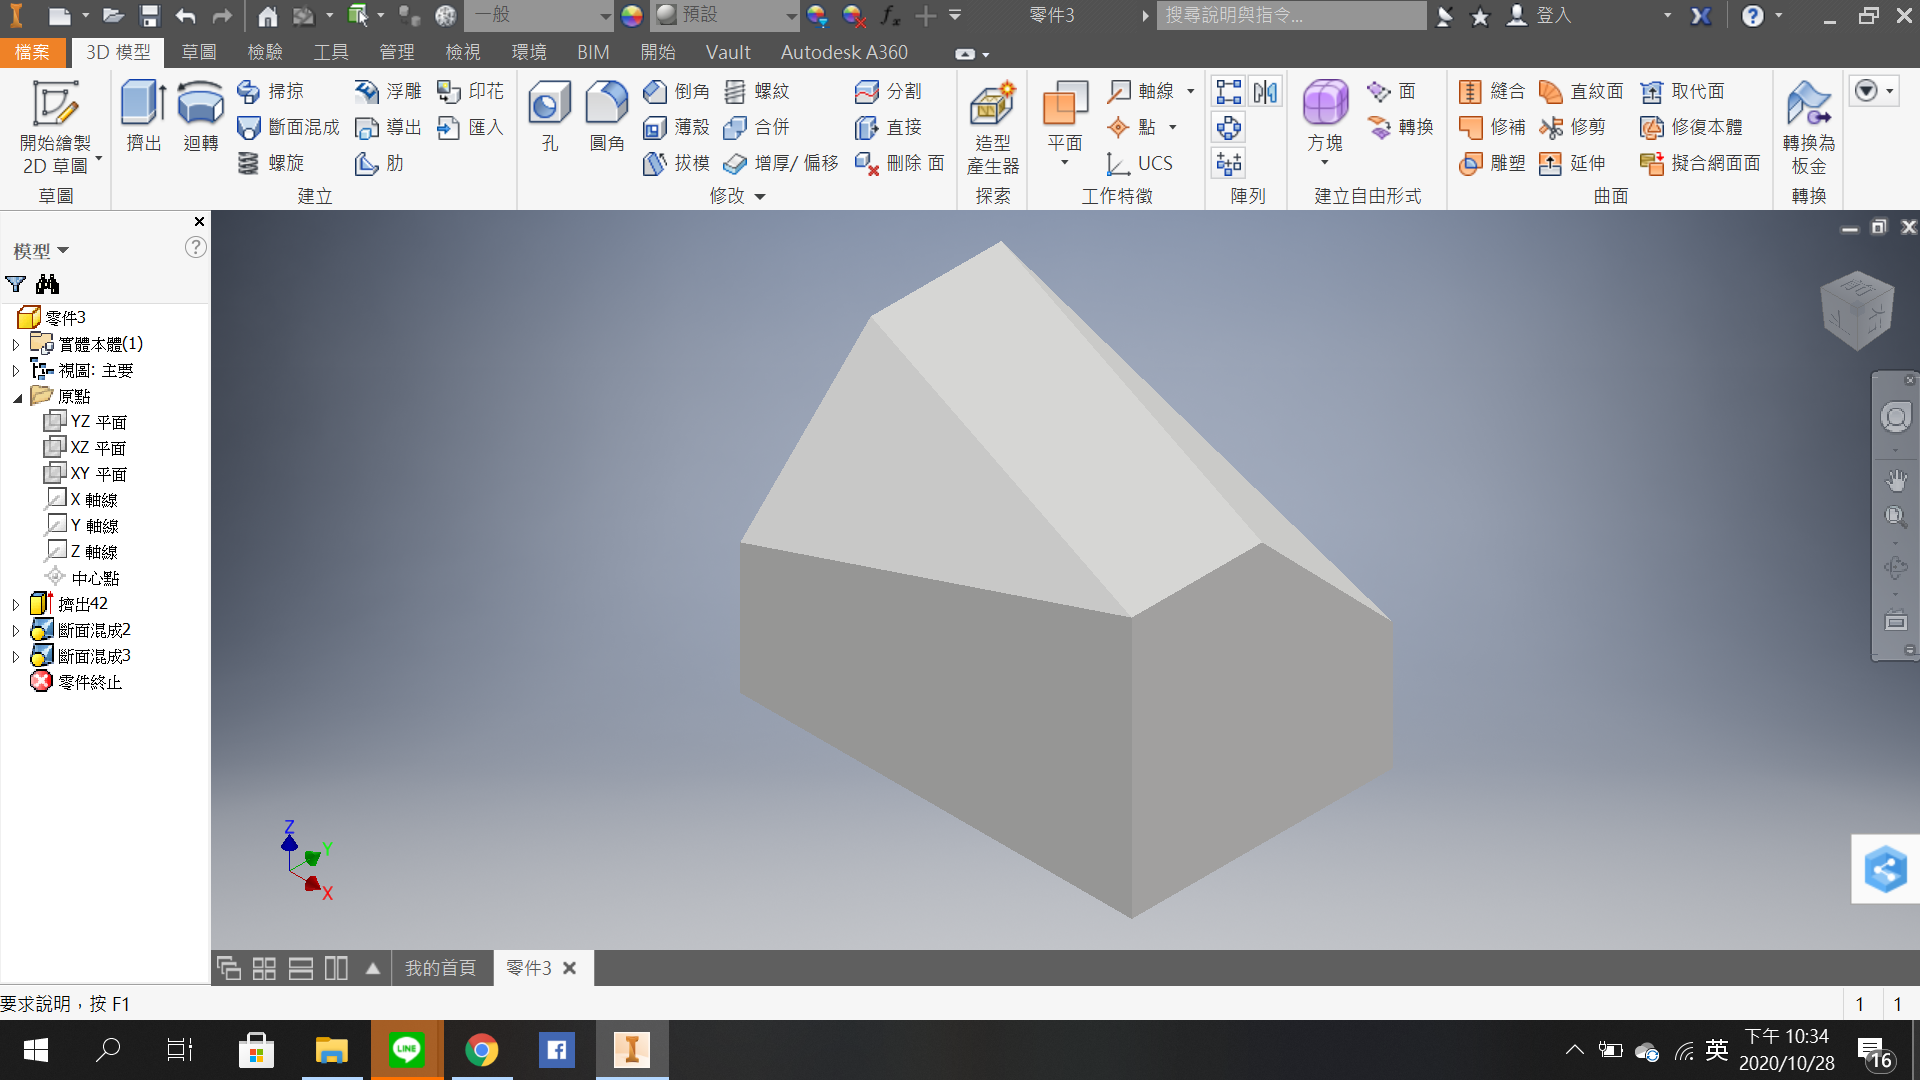 一般
預設
fx
零件3
搜尋說明與指令...
登入
檔案
3D 模型
草圖
檢驗
工具
管理
檢視
環境
BIM
開始
Vault
Autodesk A360
開始繪製
2D 草圖
草圖
擠出
迴轉
掃掠
斷面混成
螺旋
浮雕
導出
肋
印花
匯入
建立
孔
圓角
倒角
薄殼
拔模
螺紋
合併
增厚/ 偏移
分割
直接
刪除 面
修改
造型
產生器
探索
平面
軸線
點
UCS
工作特徵
陣列
方塊
面
轉換
建立自由形式
縫合
修補
雕塑
直紋面
修剪
延伸
取代面
修復本體
擬合網面面
曲面
轉換為
板金
轉換
模型
零件3
實體本體(1)
視圖: 主要
原點
YZ 平面
XZ 平面
XY 平面
X 軸線
Y 軸線
Z 軸線
中心點
擠出42
斷面混成2
斷面混成3
零件終止
Z
Y
X
我的首頁
零件3
要求說明，按 F1
1
1
LINE
英
下午 10:34
2020/10/28
16